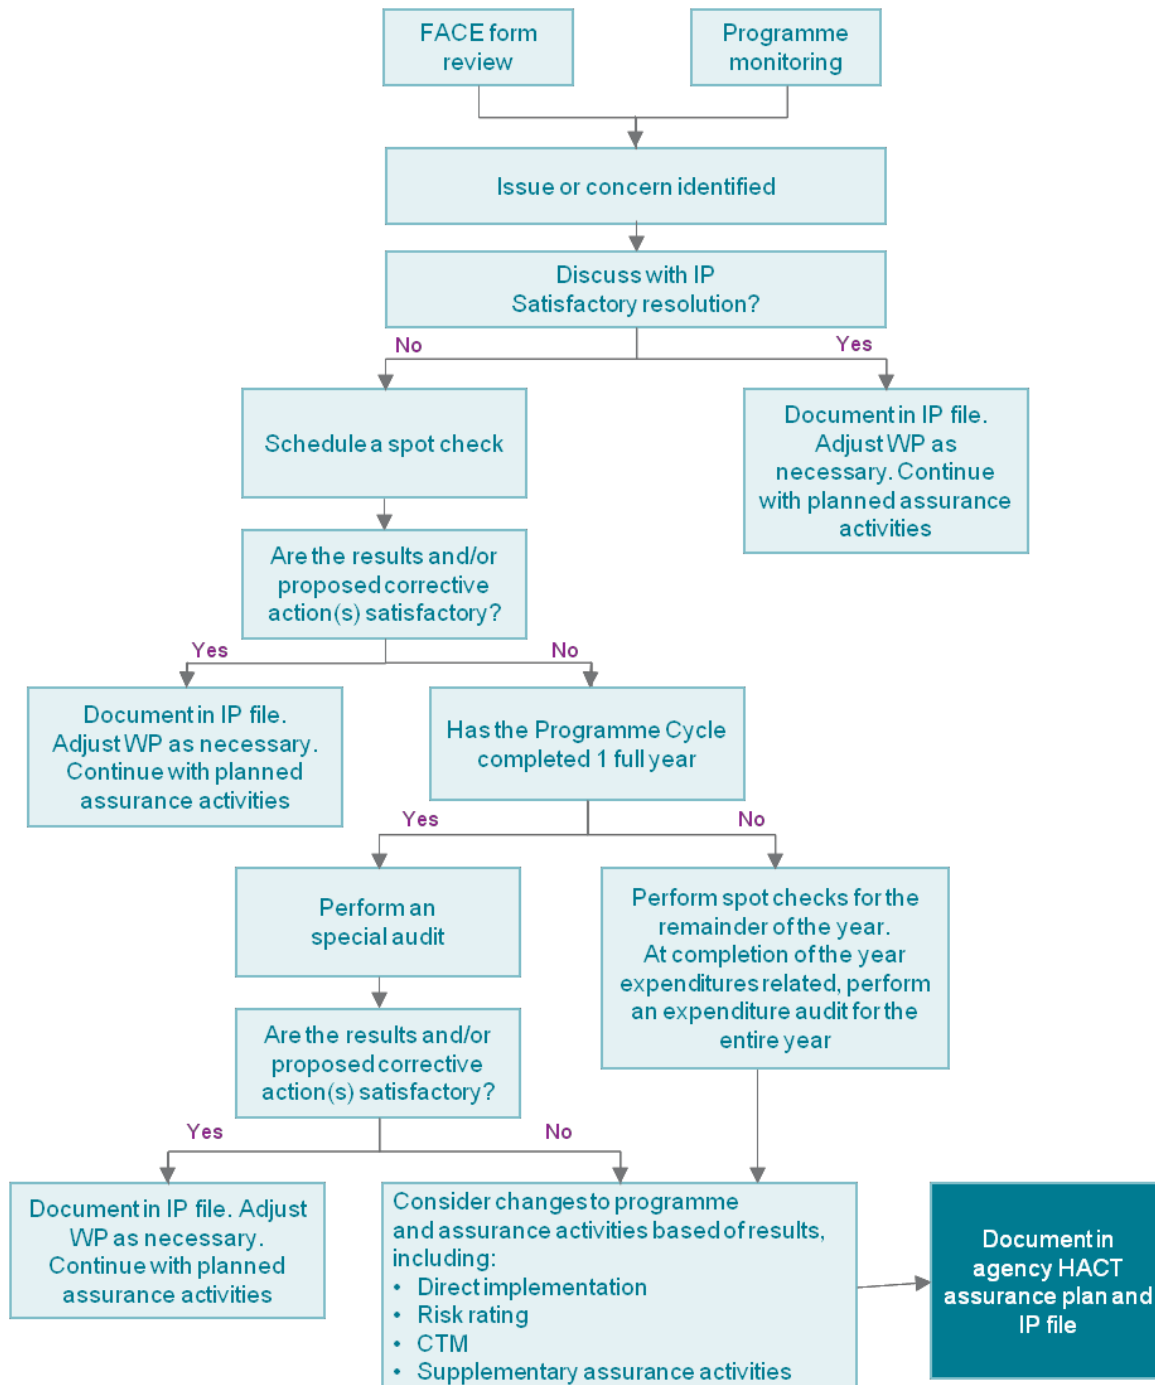 FACE form
review
Programme
monitoring
Issue or concern identified
Discuss with IP
Satisfactory resolution?
No
Yes
Schedule a spot check
Document in IP file.
Adjust WP as
necessary. Continue
with planned assurance
activities
Are the results and/or
proposed corrective
action(s) satisfactory?
Yes
No
Document in IP file.
Adjust WP as necessary.
Continue with planned
assurance activities
Has the Programme Cycle
completed 1 full year
Yes
No
Perform an
special audit
Perform spot checks for the
remainder of the year.
At completion of the year
expenditures related, perform
an expenditure audit for the
entire year
Are the results and/or
proposed corrective
action(s) satisfactory?
Yes
No
Document in IP file. Adjust
WP as necessary.
Continue with planned
assurance activities
Consider changes to programme
and assurance activities based of results,
including:
• Direct implementation
• Risk rating
• CTM
• Supplementary assurance activities
Document in
agency HACT
assurance plan and
IP file